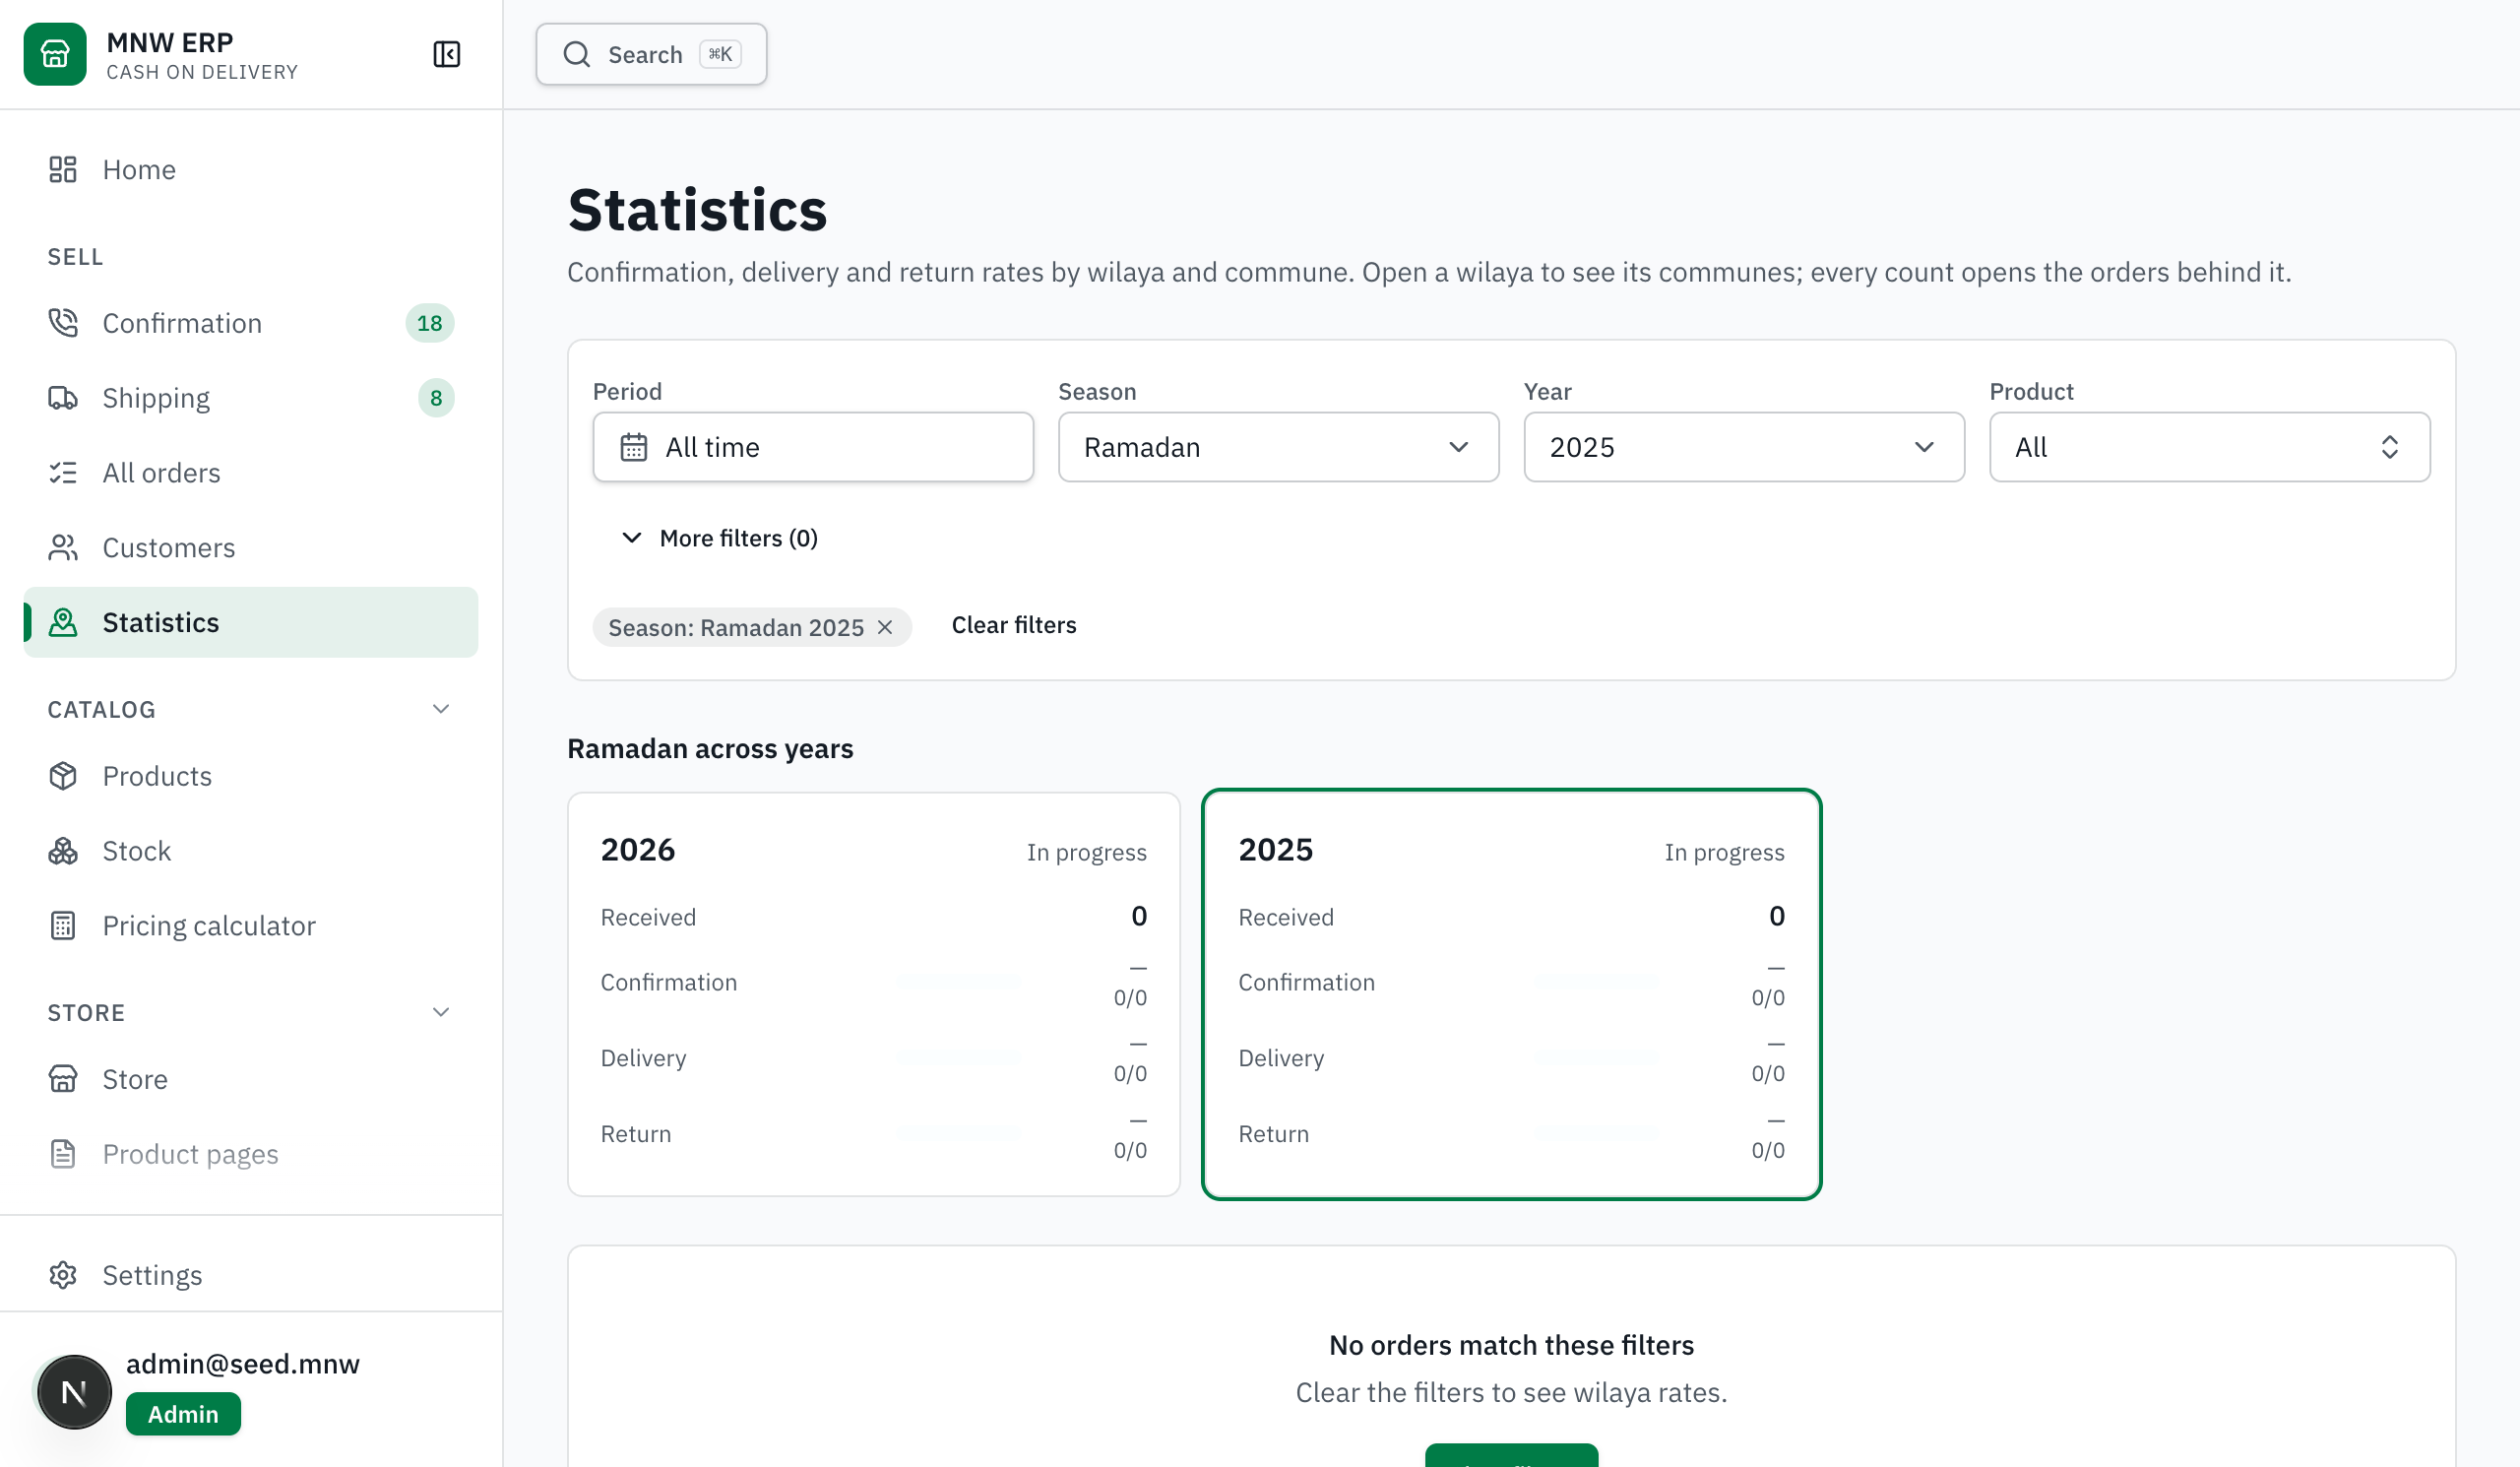 MNW ERP
CASH ON DELIVERY
Search ⌘K
Home
SELL
Confirmation 18
Shipping 8
All orders
Customers
Statistics
CATALOG
Products
Stock
Pricing calculator
STORE
Store
Product pages
Settings
admin@seed.mnw
N
Admin
Statistics
Confirmation, delivery and return rates by wilaya and commune. Open a wilaya to see its communes; every count opens the orders behind it.
Period Season Year Product
All time Ramadan 2025 All
More filters (0)
Season: Ramadan 2025 Clear filters
Ramadan across years
2026 In progress
Received 0
Confirmation — 0/0
Delivery — 0/0
Return — 0/0
2025 In progress
Received 0
Confirmation — 0/0
Delivery — 0/0
Return — 0/0
No orders match these filters
Clear the filters to see wilaya rates.